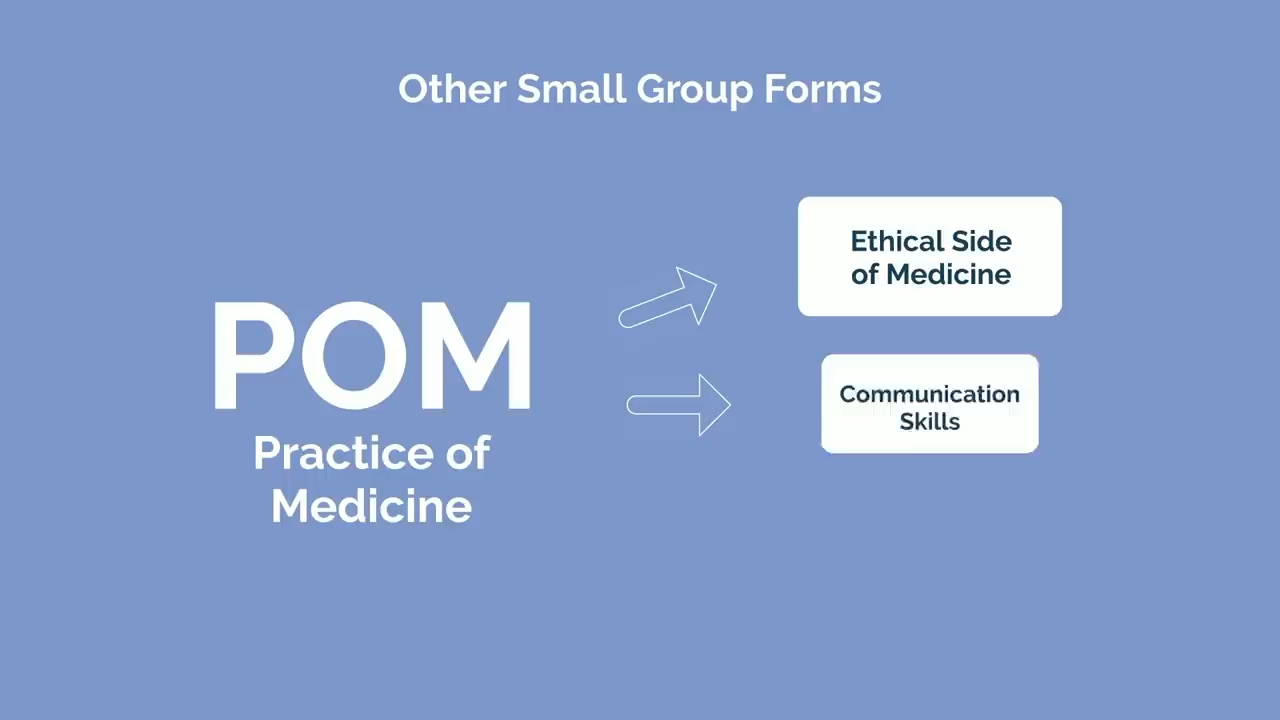 Other Small Group Forms
POM
Practice of
Medicine
Ethical Side
of Medicine
Communication
Skills